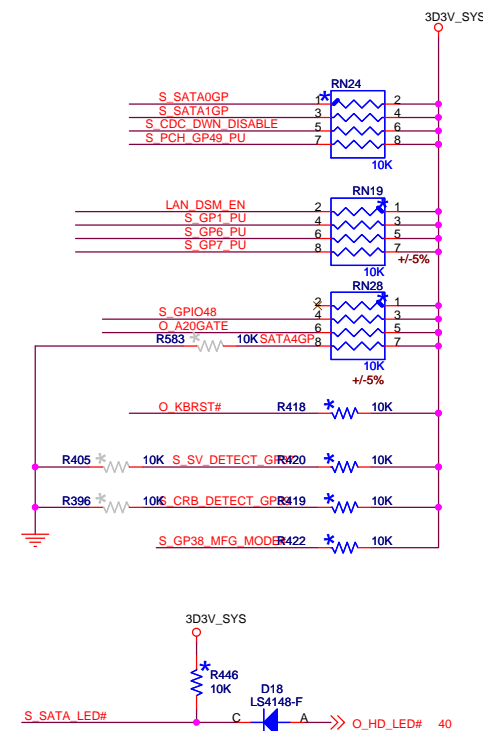 3D3V_SYS
RN24
S_SATA0GP 1 2
S_SATA1GP 3 4
S_CDC_DWN_DISABLE 5 6
S_PCH_GP49_PU 7 8
10K
RN19
LAN_DSM_EN 2 1
S_GP1_PU 4 3
S_GP6_PU 6 5
S_GP7_PU 8 7
+/-5%
10K
RN28
2 1
S_GPIO48 4 3
O_A20GATE 6 5
R583 10K SATA4GP 8 7
10K
+/-5%
O_KBRST# R418 10K
R405 10K S_SV_DETECT_GP R420 10K
R396 10K S_CRB_DETECT_GP R419 10K
S_GP38_MFG_MODE R422 10K
3D3V_SYS
R446
10K
D18
LS4148-F
S_SATA_LED# C A O_HD_LED# 40